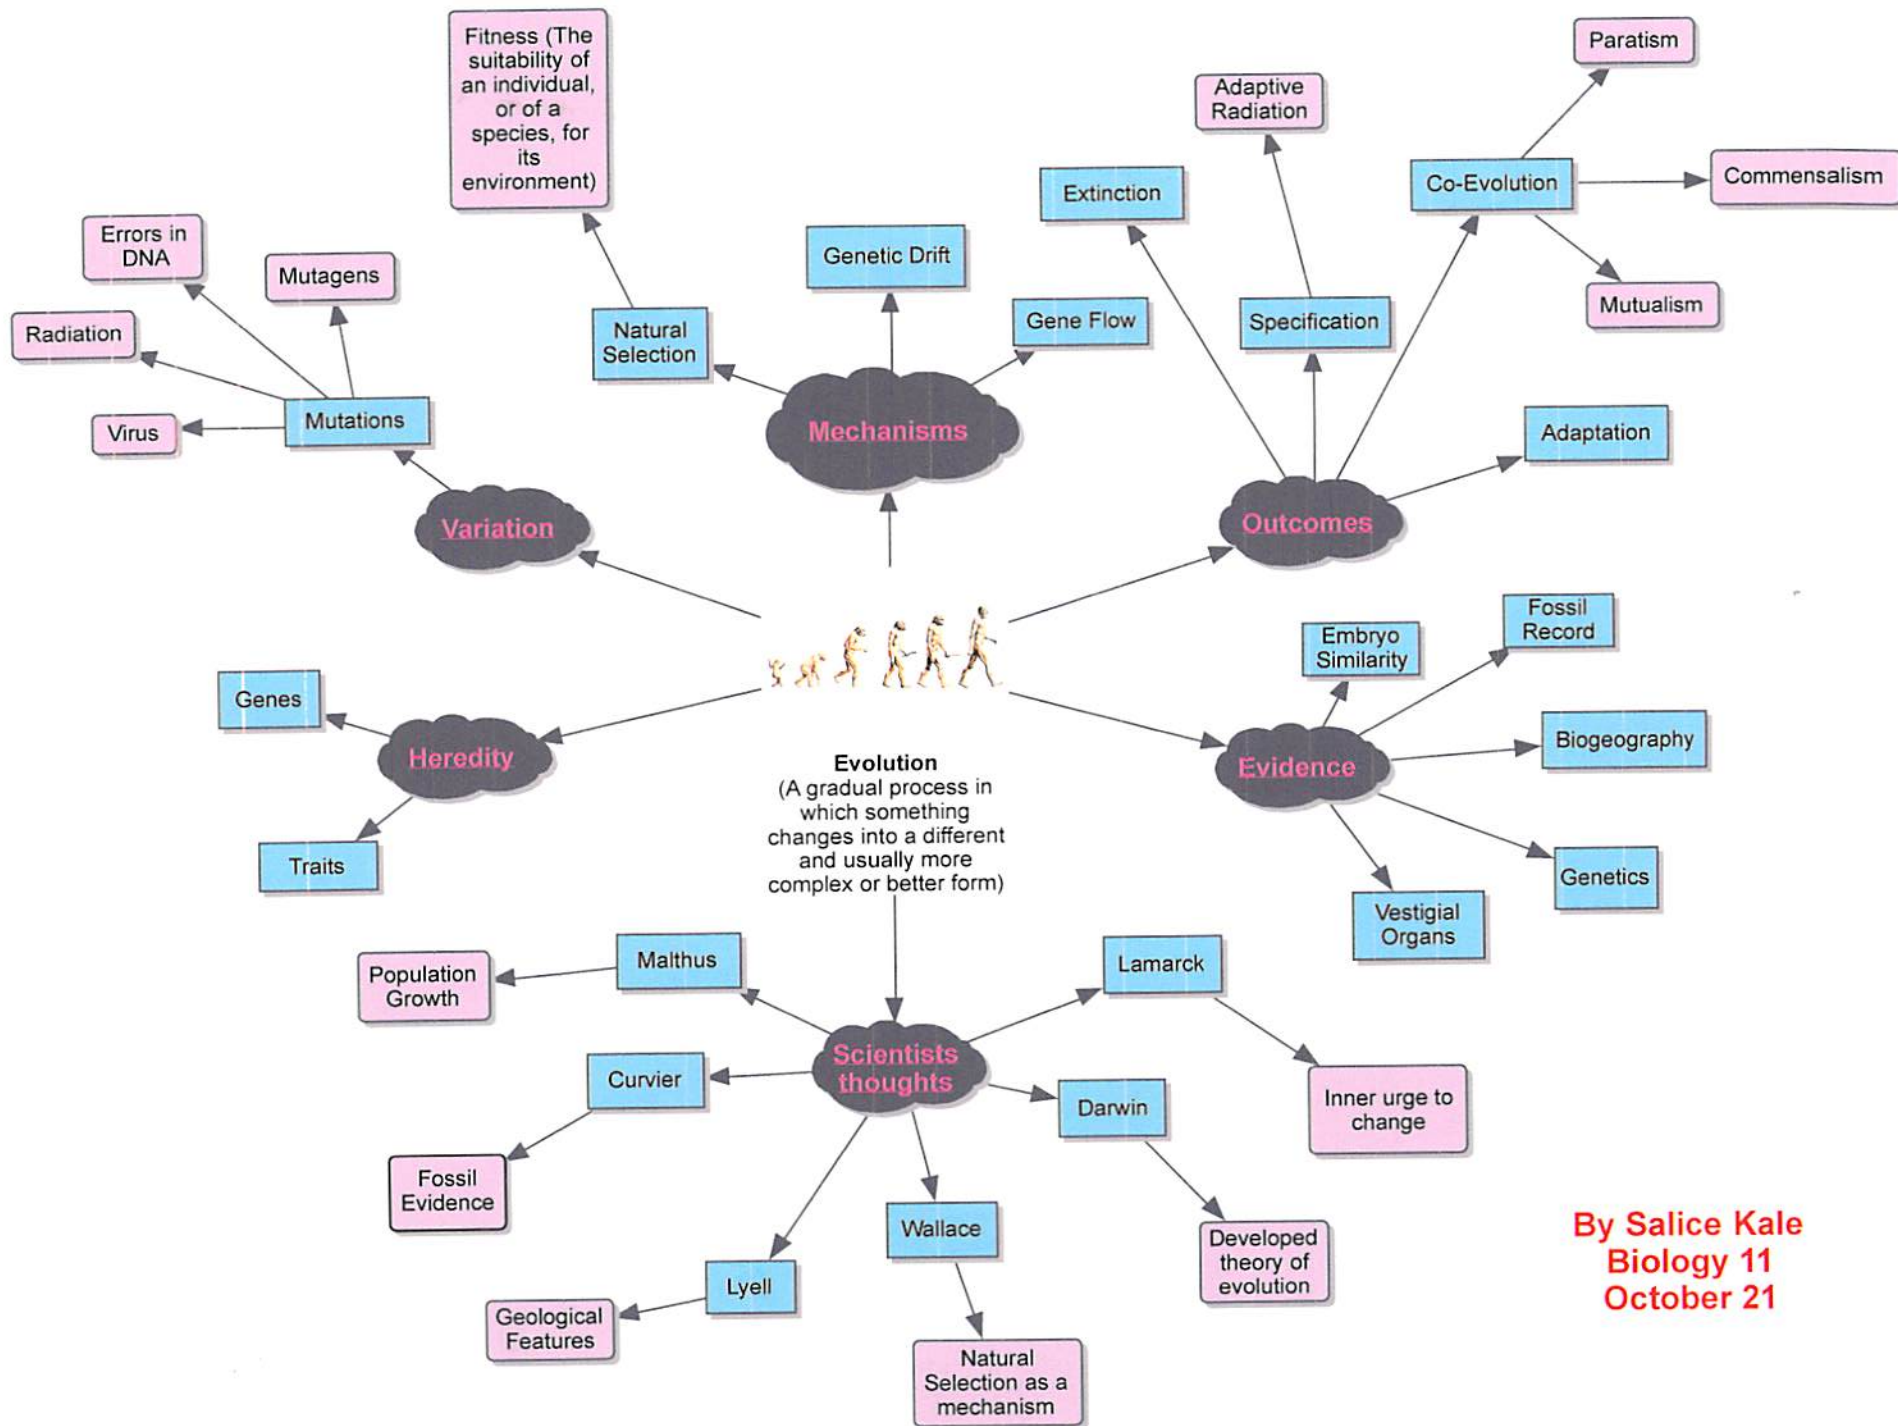 Fitness (The
suitability of
an individual,
or of a
species, for
its
environment)
Paratism
Adaptive
Radiation
Extinction
Co-Evolution
Commensalism
Errors in
DNA
Mutagens
Genetic Drift
Mutualism
Radiation
Natural
Selection
Gene Flow
Specification
Virus
Mutations
Mechanisms
Adaptation
Variation
Outcomes
Embryo
Similarity
Fossil
Record
Genes
Heredity
Biogeography
Evidence
Traits
Evolution
(A gradual process in
which something
changes into a different
and usually more
complex or better form)
Genetics
Vestigial
Organs
Population
Growth
Malthus
Lamarck
Scientists
thoughts
Curvier
Darwin
Inner urge to
change
Fossil
Evidence
Wallace
Developed
theory of
evolution
Lyell
Geological
Features
Natural
Selection as a
mechanism
By Salice Kale
Biology 11
October 21